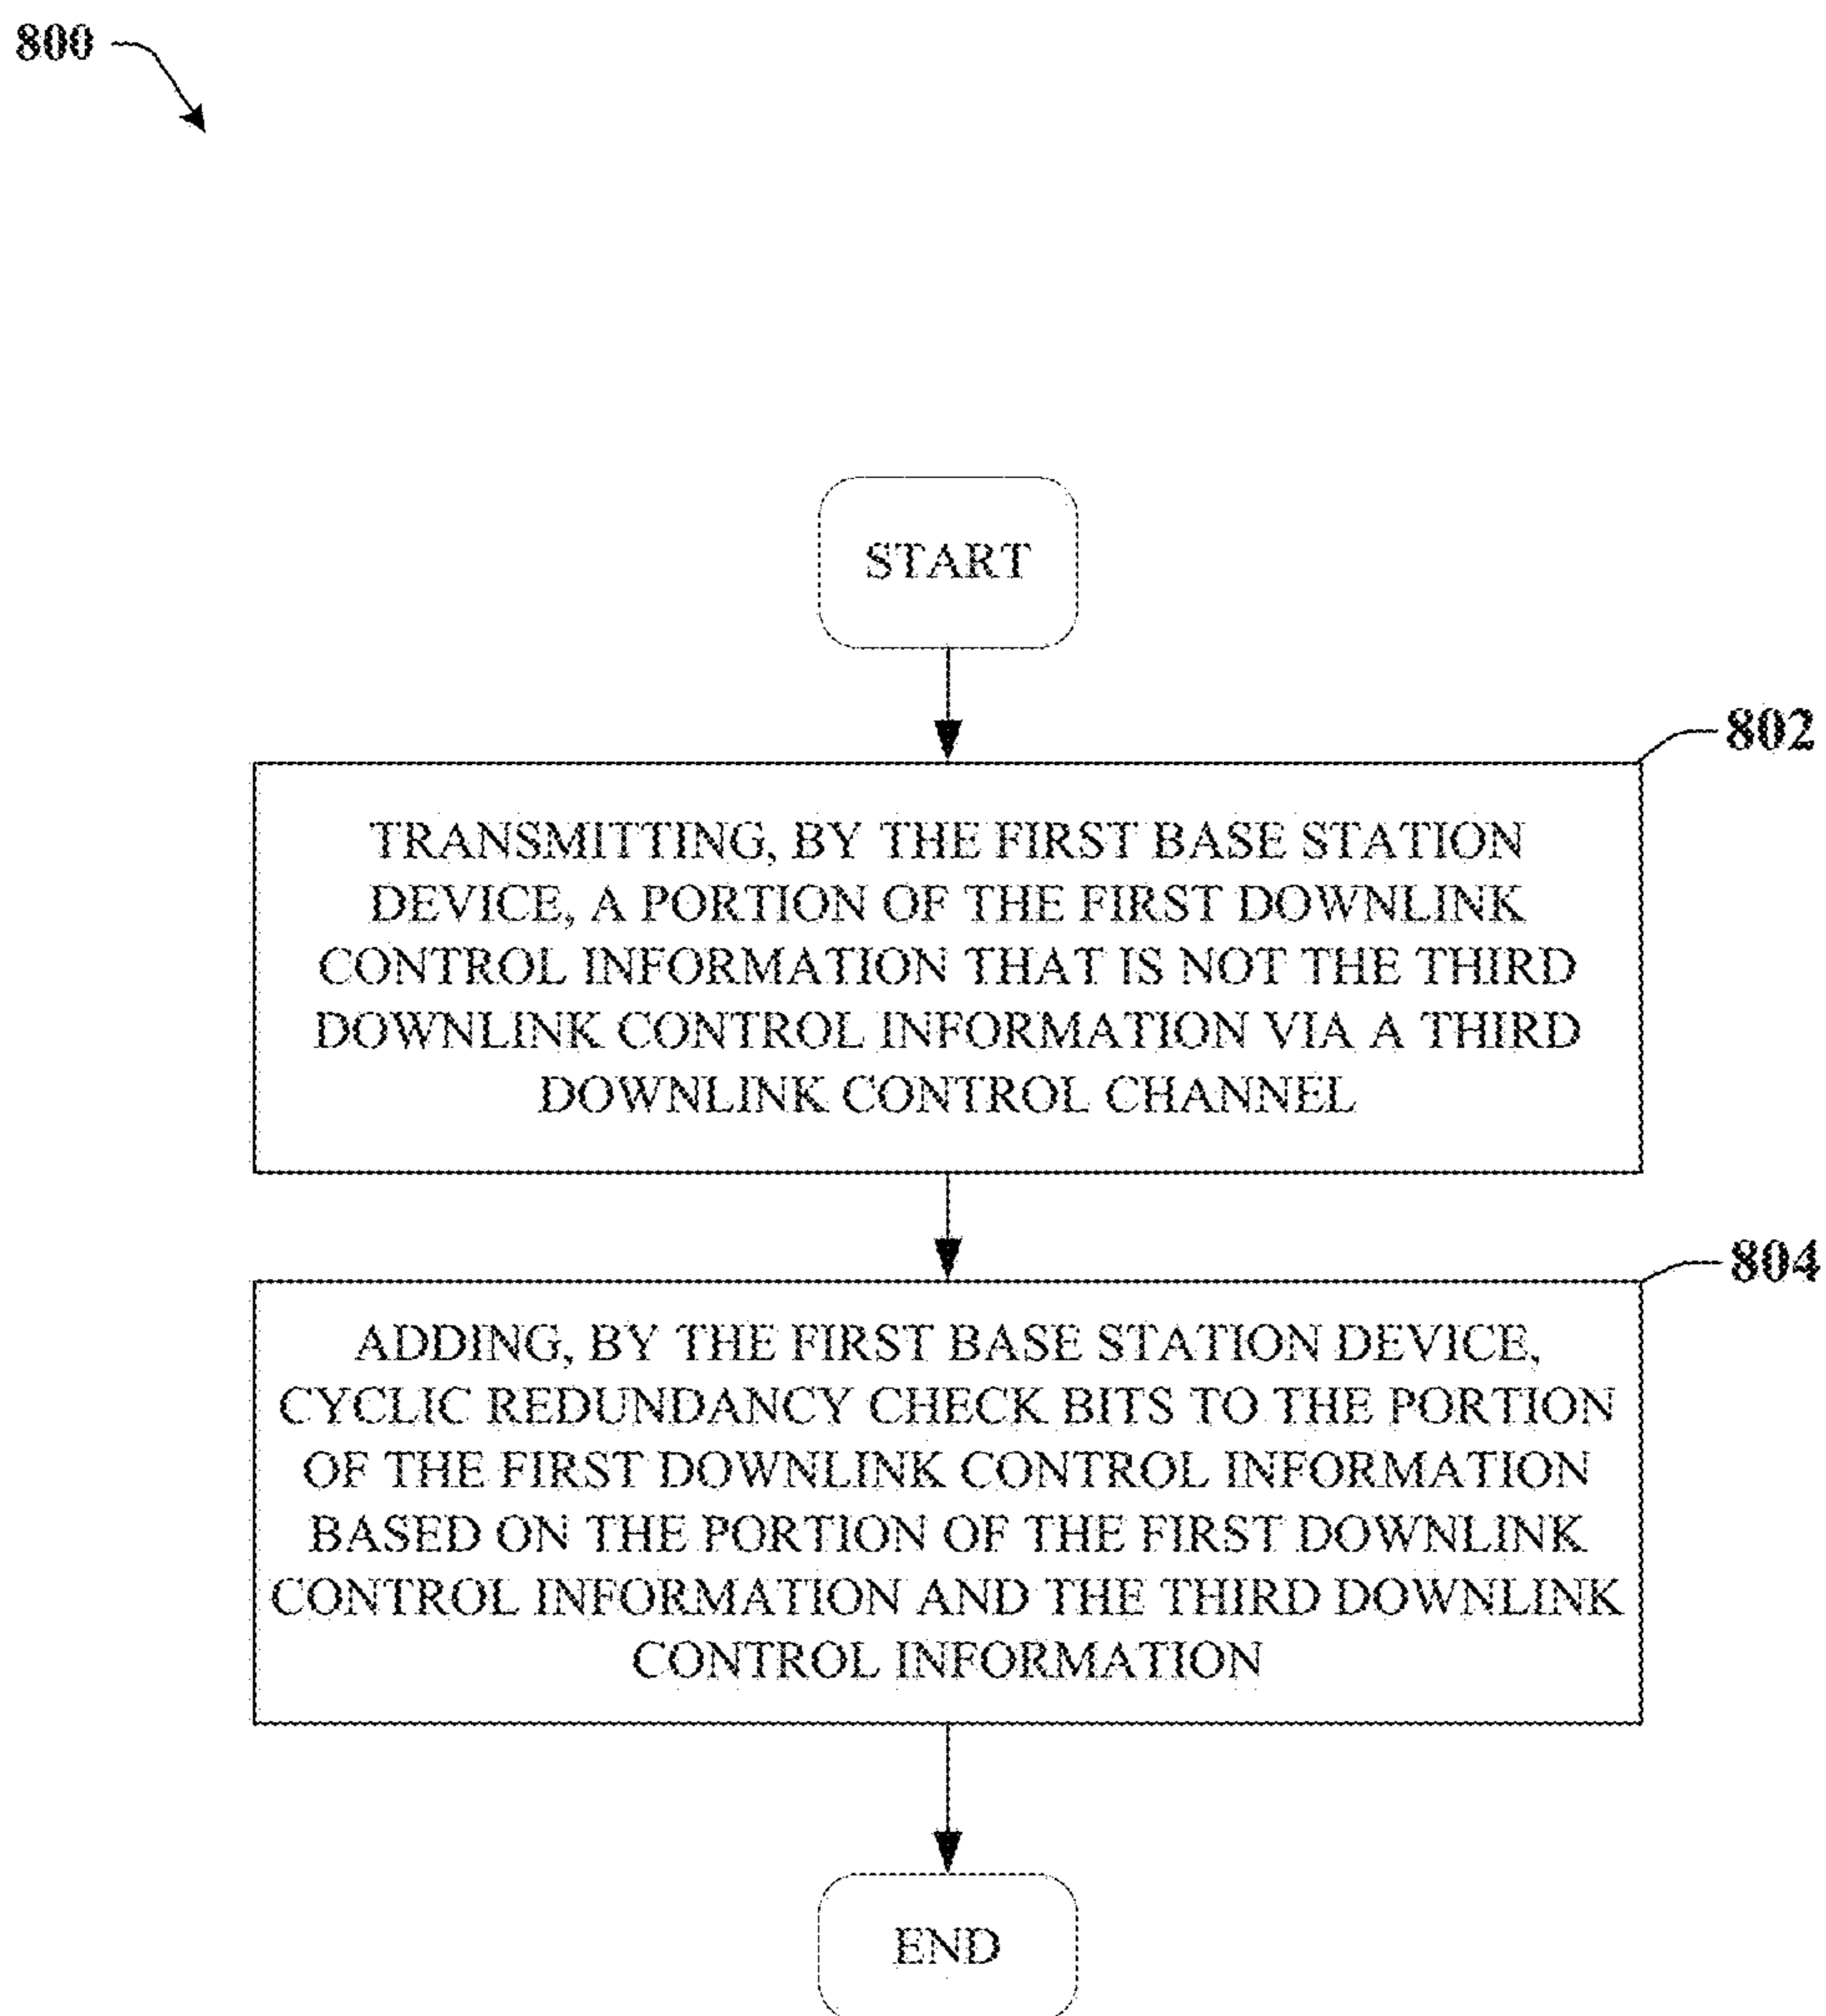 800
START
802
TRANSMITTING, BY THE FIRST BASE STATION
DEVICE, A PORTION OF THE FIRST DOWNLINK
CONTROL INFORMATION THAT IS NOT THE THIRD
DOWNLINK CONTROL INFORMATION VIA A THIRD
DOWNLINK CONTROL CHANNEL
804
ADDING, BY THE FIRST BASE STATION DEVICE,
CYCLIC REDUNDANCY CHECK BITS TO THE PORTION
OF THE FIRST DOWNLINK CONTROL INFORMATION
BASED ON THE PORTION OF THE FIRST DOWNLINK
CONTROL INFORMATION AND THE THIRD DOWNLINK
CONTROL INFORMATION
END